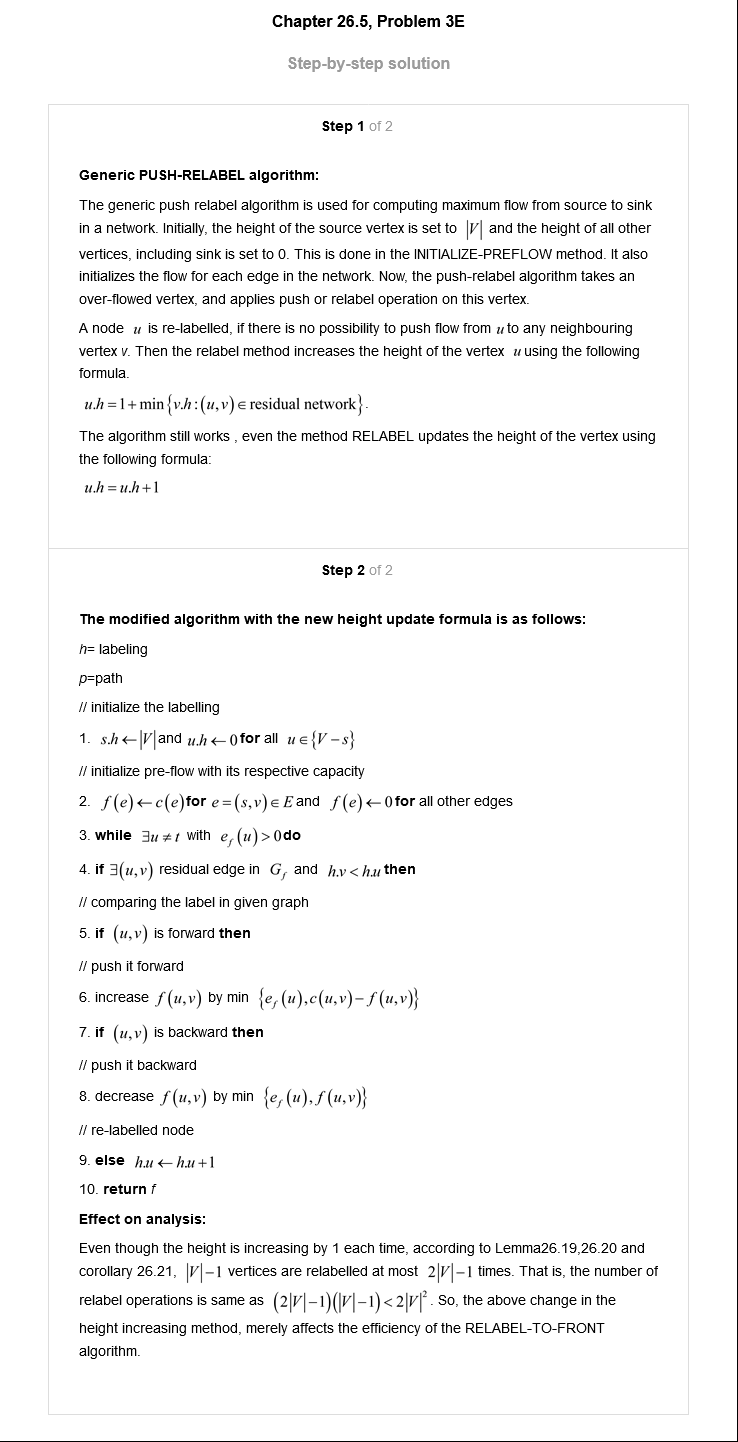 Chapter 26.5, Problem 3E
Step-by-step solution
Step 1 of 2
Generic PUSH-RELABEL algorithm:
The generic push relabel algorithm is used for computing maximum flow from source to sink
in a network. Initially, the height of the source vertex is set to |V| and the height of all other
vertices, including sink is set to 0. This is done in the INITIALIZE-PREFLOW method. It also
initializes the flow for each edge in the network. Now, the push-relabel algorithm takes an
over-flowed vertex, and applies push or relabel operation on this vertex.
A node u is re-labelled, if there is no possibility to push flow from u to any neighbouring
vertex v. Then the relabel method increases the height of the vertex u using the following
formula.
u.h = 1 + min {v.h : (u, v) ∈ residual network}.
The algorithm still works , even the method RELABEL updates the height of the vertex using
the following formula:
u.h = u.h + 1
Step 2 of 2
The modified algorithm with the new height update formula is as follows:
h= labeling
p=path
// initialize the labelling
1. s.h ← |V| and u.h ← 0 for all u ∈ {V − s}
// initialize pre-flow with its respective capacity
2. f(e) ← c(e) for e = (s, v) ∈ E and f(e) ← 0 for all other edges
3. while ∃u ≠ t with e_f(u) > 0 do
4. if ∃(u, v) residual edge in G_f and h.v < h.u then
// comparing the label in given graph
5. if (u, v) is forward then
// push it forward
6. increase f(u, v) by min {e_f(u), c(u, v) − f(u, v)}
7. if (u, v) is backward then
// push it backward
8. decrease f(u, v) by min {e_f(u), f(u, v)}
// re-labelled node
9. else h.u ← h.u + 1
10. return f
Effect on analysis:
Even though the height is increasing by 1 each time, according to Lemma26.19,26.20 and
corollary 26.21, |V| − 1 vertices are relabelled at most 2|V| − 1 times. That is, the number of
relabel operations is same as (2|V| − 1)(|V| − 1) < 2|V|². So, the above change in the
height increasing method, merely affects the efficiency of the RELABEL-TO-FRONT
algorithm.